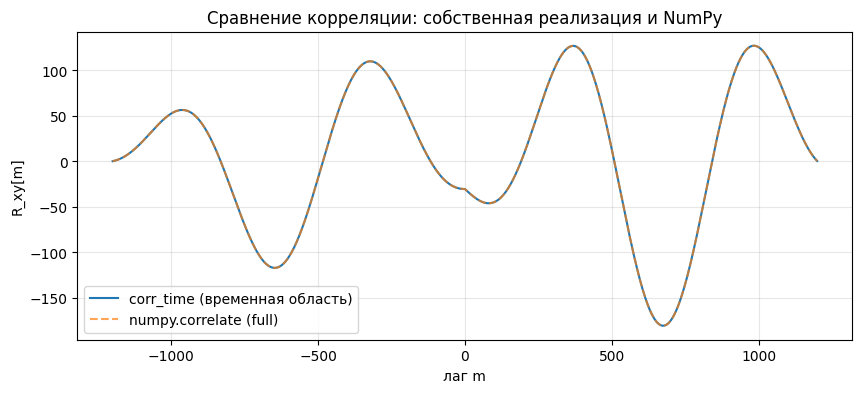 Сравнение корреляции: собственная реализация и NumPy
R_xy[m]
100
50
0
−50
−100
−150
corr_time (временная область)
numpy.correlate (full)
−1000
−500
0
500
1000
лаг m